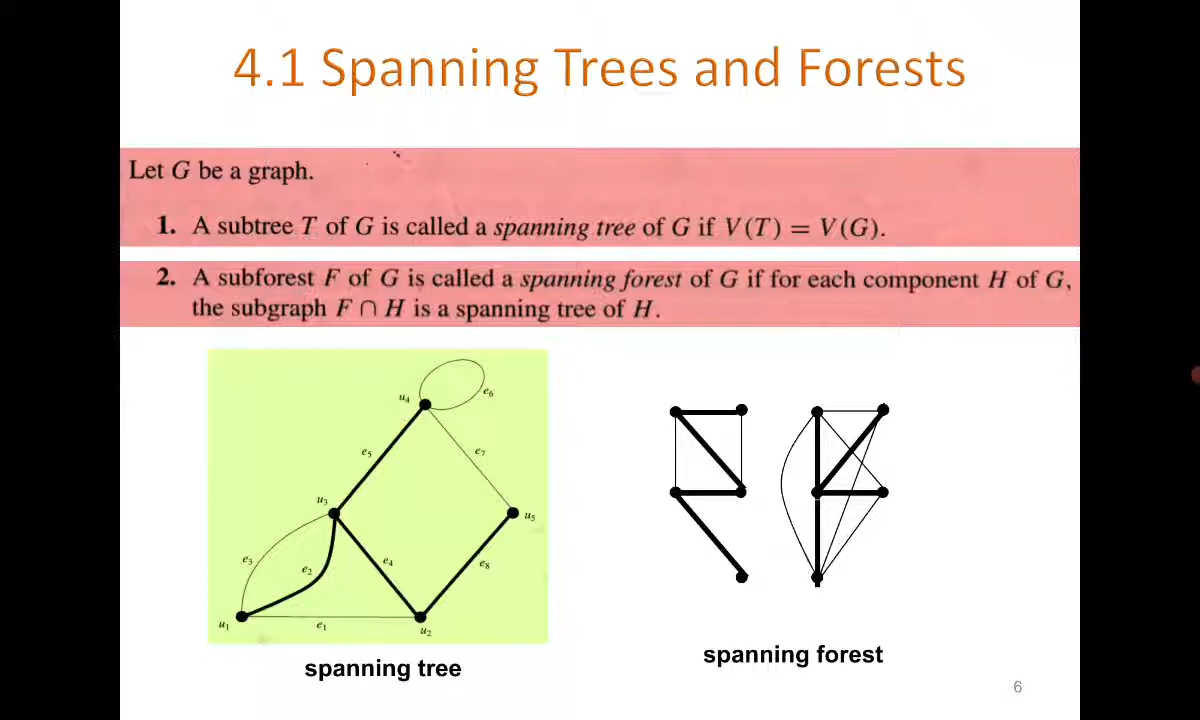 4.1 Spanning Trees and Forests
Let G be a graph.
1. A subtree T of G is called a spanning tree of G if V(T) = V(G).
2. A subforest F of G is called a spanning forest of G if for each component H of G,
the subgraph F ∩ H is a spanning tree of H.
u4
e6
e5
e7
u3
u5
e3
e2
e4
e8
u1
e1
u2
spanning tree
spanning forest
6